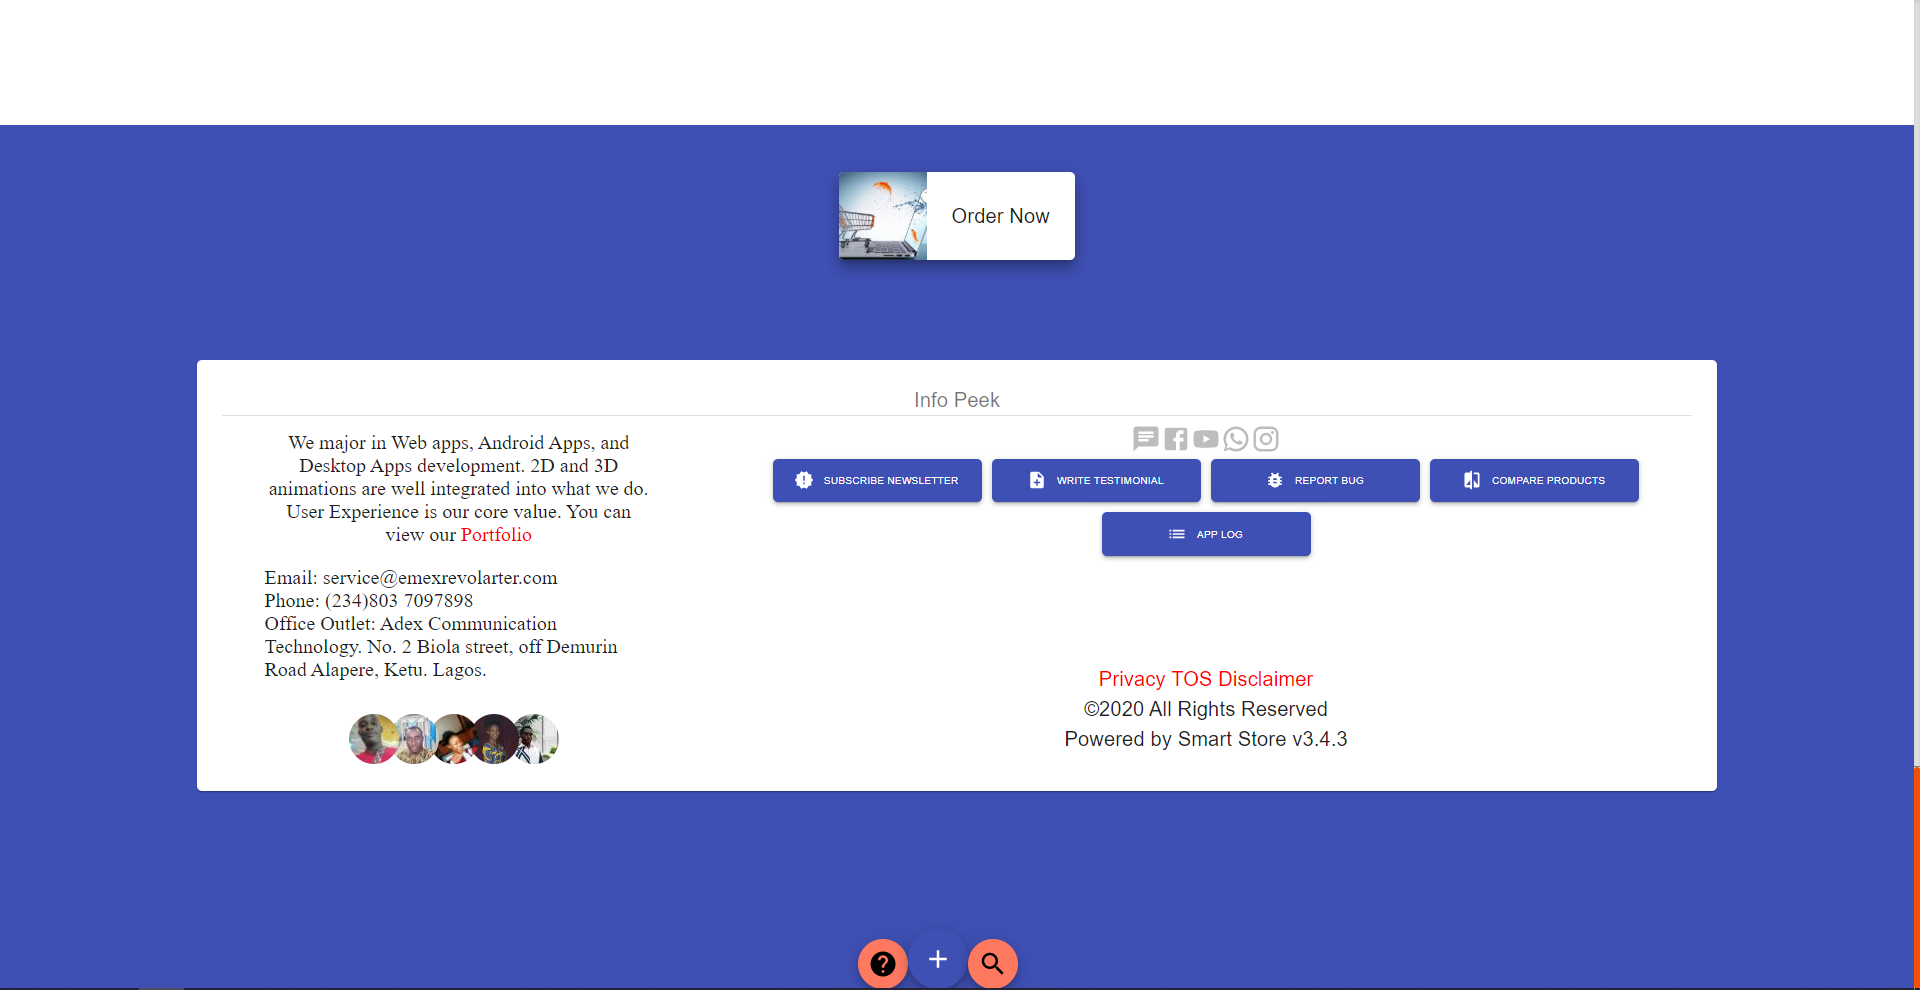 Order Now
Info Peek
We major in Web apps, Android Apps, and
Desktop Apps development. 2D and 3D
animations are well integrated into what we do.
User Experience is our core value. You can
view our Portfolio
Email: service@emexrevolarter.com
Phone: (234)803 7097898
Office Outlet: Adex Communication
Technology. No. 2 Biola street, off Demurin
Road Alapere, Ketu. Lagos.
SUBSCRIBE NEWSLETTER
WRITE TESTIMONIAL
REPORT BUG
COMPARE PRODUCTS
APP LOG
Privacy TOS Disclaimer
©2020 All Rights Reserved
Powered by Smart Store v3.4.3